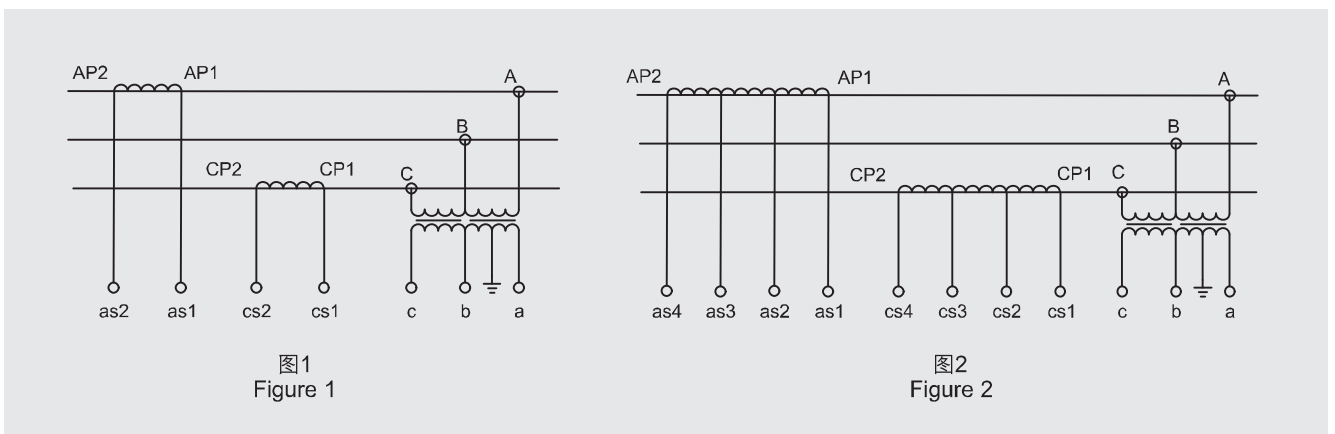 AP2 AP1 A
B
CP2 CP1 C
as2 as1 cs2 cs1 c b a
图1
Figure 1
AP2 AP1 A
B
CP2 CP1 C
as4 as3 as2 as1 cs4 cs3 cs2 cs1 c b a
图2
Figure 2